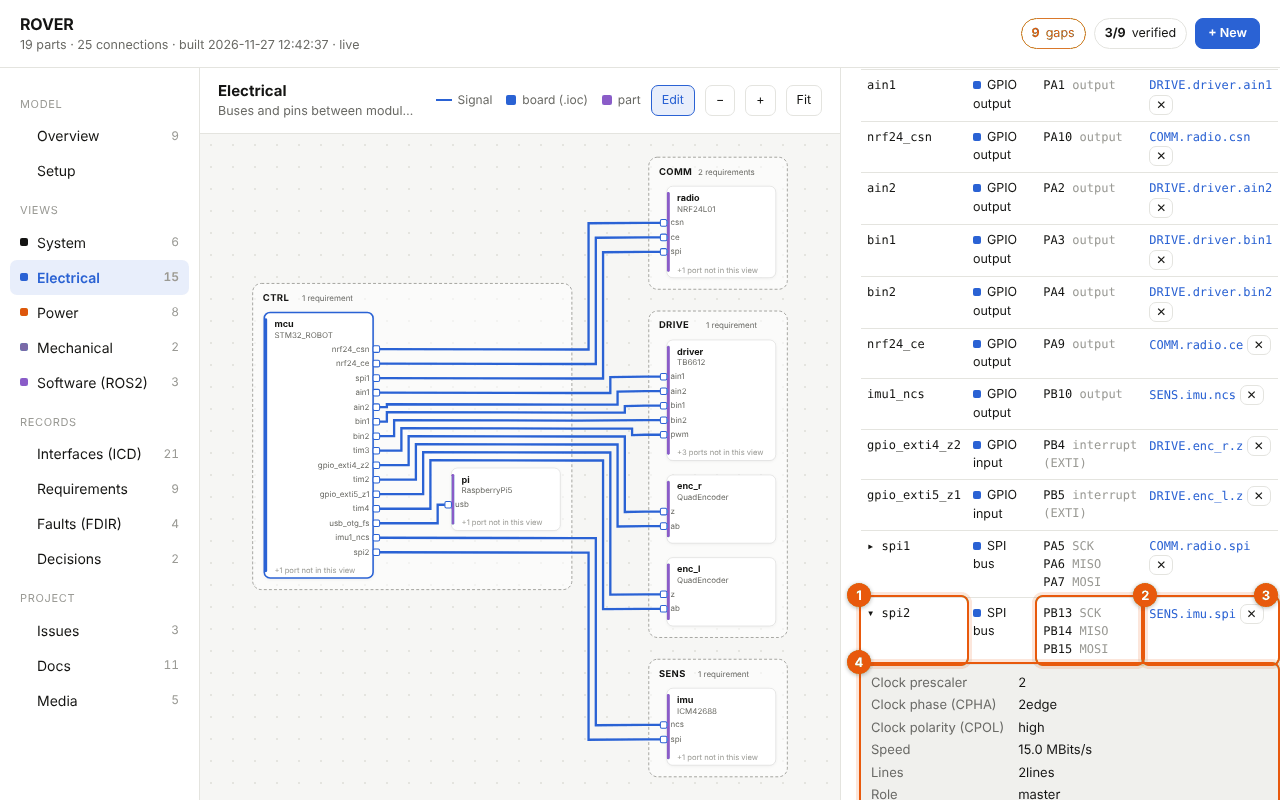 ROVER
19 parts · 25 connections · built 2026-11-27 12:42:37 · live
9 gaps
3/9 verified
+ New
MODEL
Overview 9
Setup
VIEWS
System 6
Electrical 15
Power 8
Mechanical 2
Software (ROS2) 3
RECORDS
Interfaces (ICD) 21
Requirements 9
Faults (FDIR) 4
Decisions 2
PROJECT
Issues 3
Docs 11
Media 5
Electrical
Buses and pins between modul...
Signal
board (.ioc)
part
Edit
−
+
Fit
CTRL 1 requirement
mcu
STM32_ROBOT
nrf24_csn
nrf24_ce
spi1
ain1
ain2
bin1
bin2
tim3
gpio_exti4_z2
tim2
gpio_exti5_z1
tim4
usb_otg_fs
imu1_ncs
spi2
+1 port not in this view
pi
RaspberryPi5
usb
+1 port not in this view
COMM 2 requirements
radio
NRF24L01
csn
ce
spi
+1 port not in this view
DRIVE 1 requirement
driver
TB6612
ain1
ain2
bin1
bin2
pwm
+3 ports not in this view
enc_r
QuadEncoder
z
ab
enc_l
QuadEncoder
z
ab
SENS 1 requirement
imu
ICM42688
ncs
spi
+1 port not in this view
ain1 GPIO output PA1 output DRIVE.driver.ain1 ✕
nrf24_csn GPIO output PA10 output COMM.radio.csn ✕
ain2 GPIO output PA2 output DRIVE.driver.ain2 ✕
bin1 GPIO output PA3 output DRIVE.driver.bin1 ✕
bin2 GPIO output PA4 output DRIVE.driver.bin2 ✕
nrf24_ce GPIO output PA9 output COMM.radio.ce ✕
imu1_ncs GPIO output PB10 output SENS.imu.ncs ✕
gpio_exti4_z2 GPIO input PB4 interrupt (EXTI) DRIVE.enc_r.z ✕
gpio_exti5_z1 GPIO input PB5 interrupt (EXTI) DRIVE.enc_l.z ✕
▸ spi1 SPI bus PA5 SCK PA6 MISO PA7 MOSI COMM.radio.spi ✕
1
2
3
▾ spi2 SPI bus PB13 SCK PB14 MISO PB15 MOSI SENS.imu.spi ✕
4
Clock prescaler 2
Clock phase (CPHA) 2edge
Clock polarity (CPOL) high
Speed 15.0 MBits/s
Lines 2lines
Role master